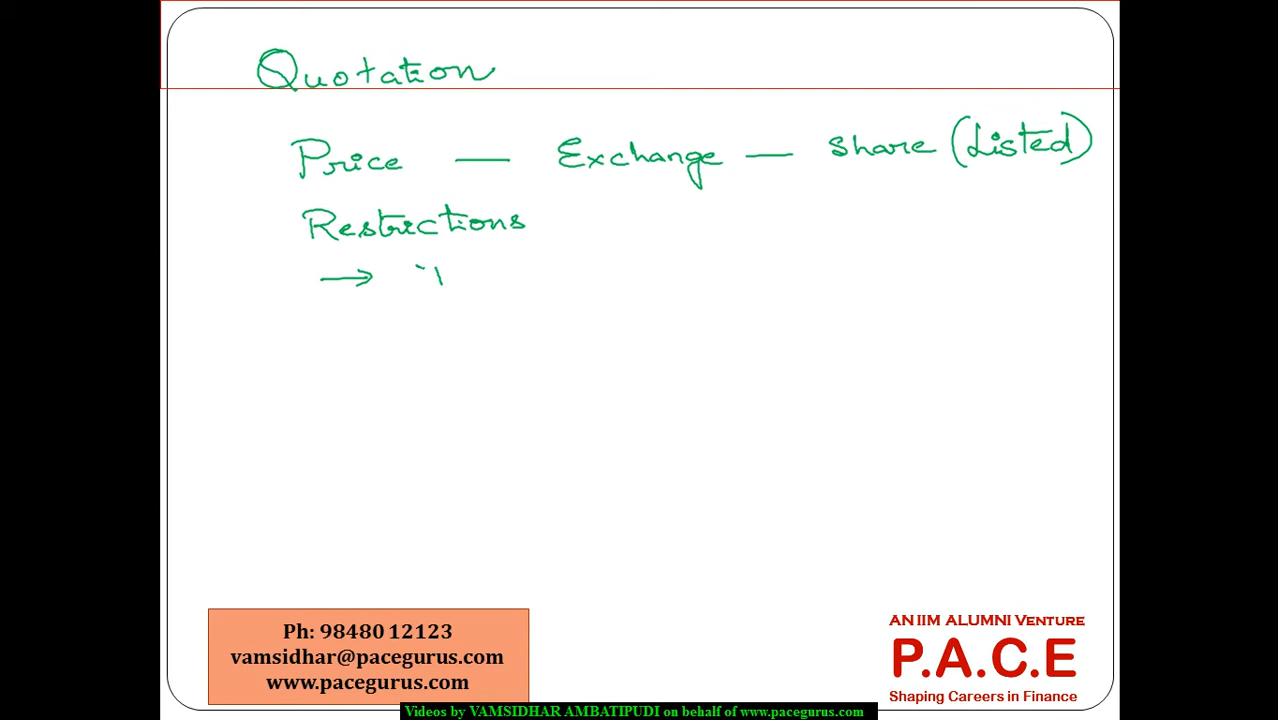 Quotation
Price — Exchange — share (Listed)
Restrictions
→
Ph: 98480 12123
vamsidhar@pacegurus.com
www.pacegurus.com
AN IIM ALUMNI VENTURE
P.A.C.E
Shaping Careers in Finance
Videos by VAMSIDHAR AMBATIPUDI on behalf of www.pacegurus.com